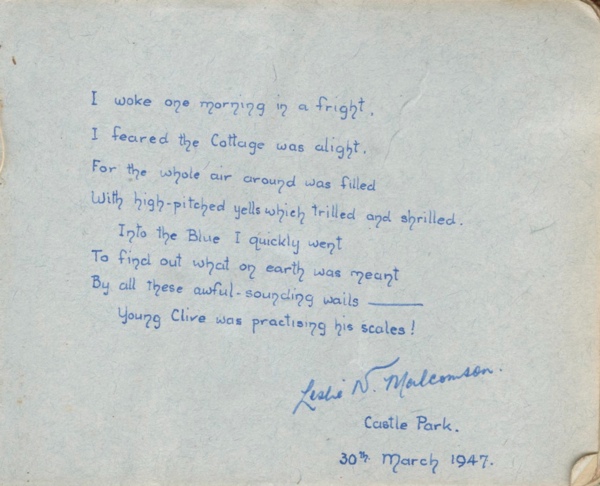 I woke one morning in a fright.
I feared the Cottage was alight.
For the whole air around was filled
With high-pitched yells which trilled and shrilled.
Into the Blue I quickly went
To find out what on earth was meant
By all these awful-sounding wails ———
Young Clive was practising his scales!
Leslie N. Malcomson.
Castle Park.
30th March 1947.